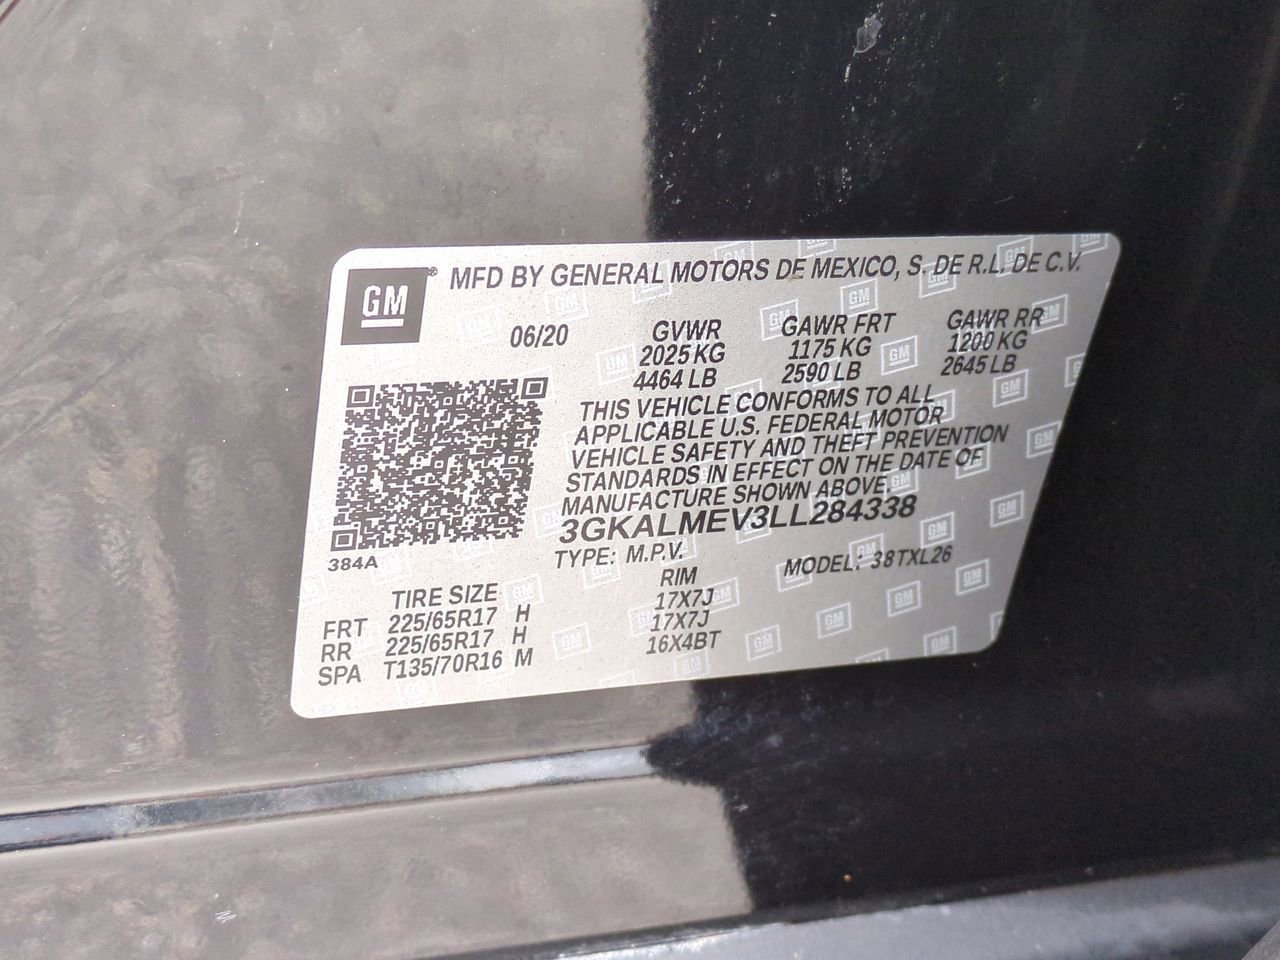 GM® MFD BY GENERAL MOTORS DE MEXICO, S. DE R.L. DE C.V.
06/20 GVWR GAWR FRT GAWR RR
2025 KG 1175 KG 1200 KG
4464 LB 2590 LB 2645 LB
THIS VEHICLE CONFORMS TO ALL
APPLICABLE U.S. FEDERAL MOTOR
VEHICLE SAFETY AND THEFT PREVENTION
STANDARDS IN EFFECT ON THE DATE OF
MANUFACTURE SHOWN ABOVE.
3GKALMEV3LL284338
384A TYPE: M.P.V. MODEL: 38TXL26
TIRE SIZE RIM
FRT 225/65R17 H 17X7J
RR 225/65R17 H 17X7J
SPA T135/70R16 M 16X4BT